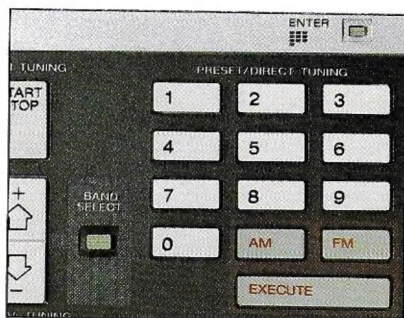 ENTER
T TUNING
PRESET/DIRECT TUNING
TART
TOP
1 2 3
4 5 6
+
BAND
SELECT
7 8 9
0 AM FM
EXECUTE
−
TUNING